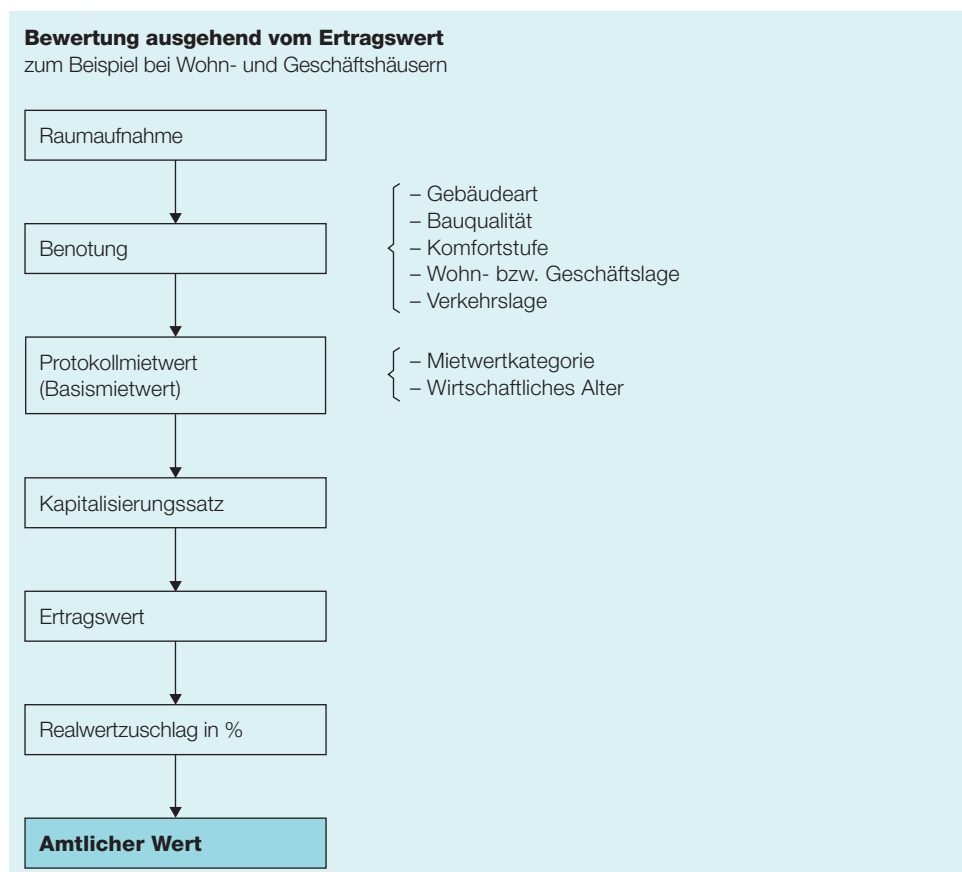 Bewertung ausgehend vom Ertragswert
zum Beispiel bei Wohn- und Geschäftshäusern
Raumaufnahme
Benotung
– Gebäudeart
– Bauqualität
– Komfortstufe
– Wohn- bzw. Geschäftslage
– Verkehrslage
Protokollmietwert
(Basismietwert)
– Mietwertkategorie
– Wirtschaftliches Alter
Kapitalisierungssatz
Ertragswert
Realwertzuschlag in %
Amtlicher Wert